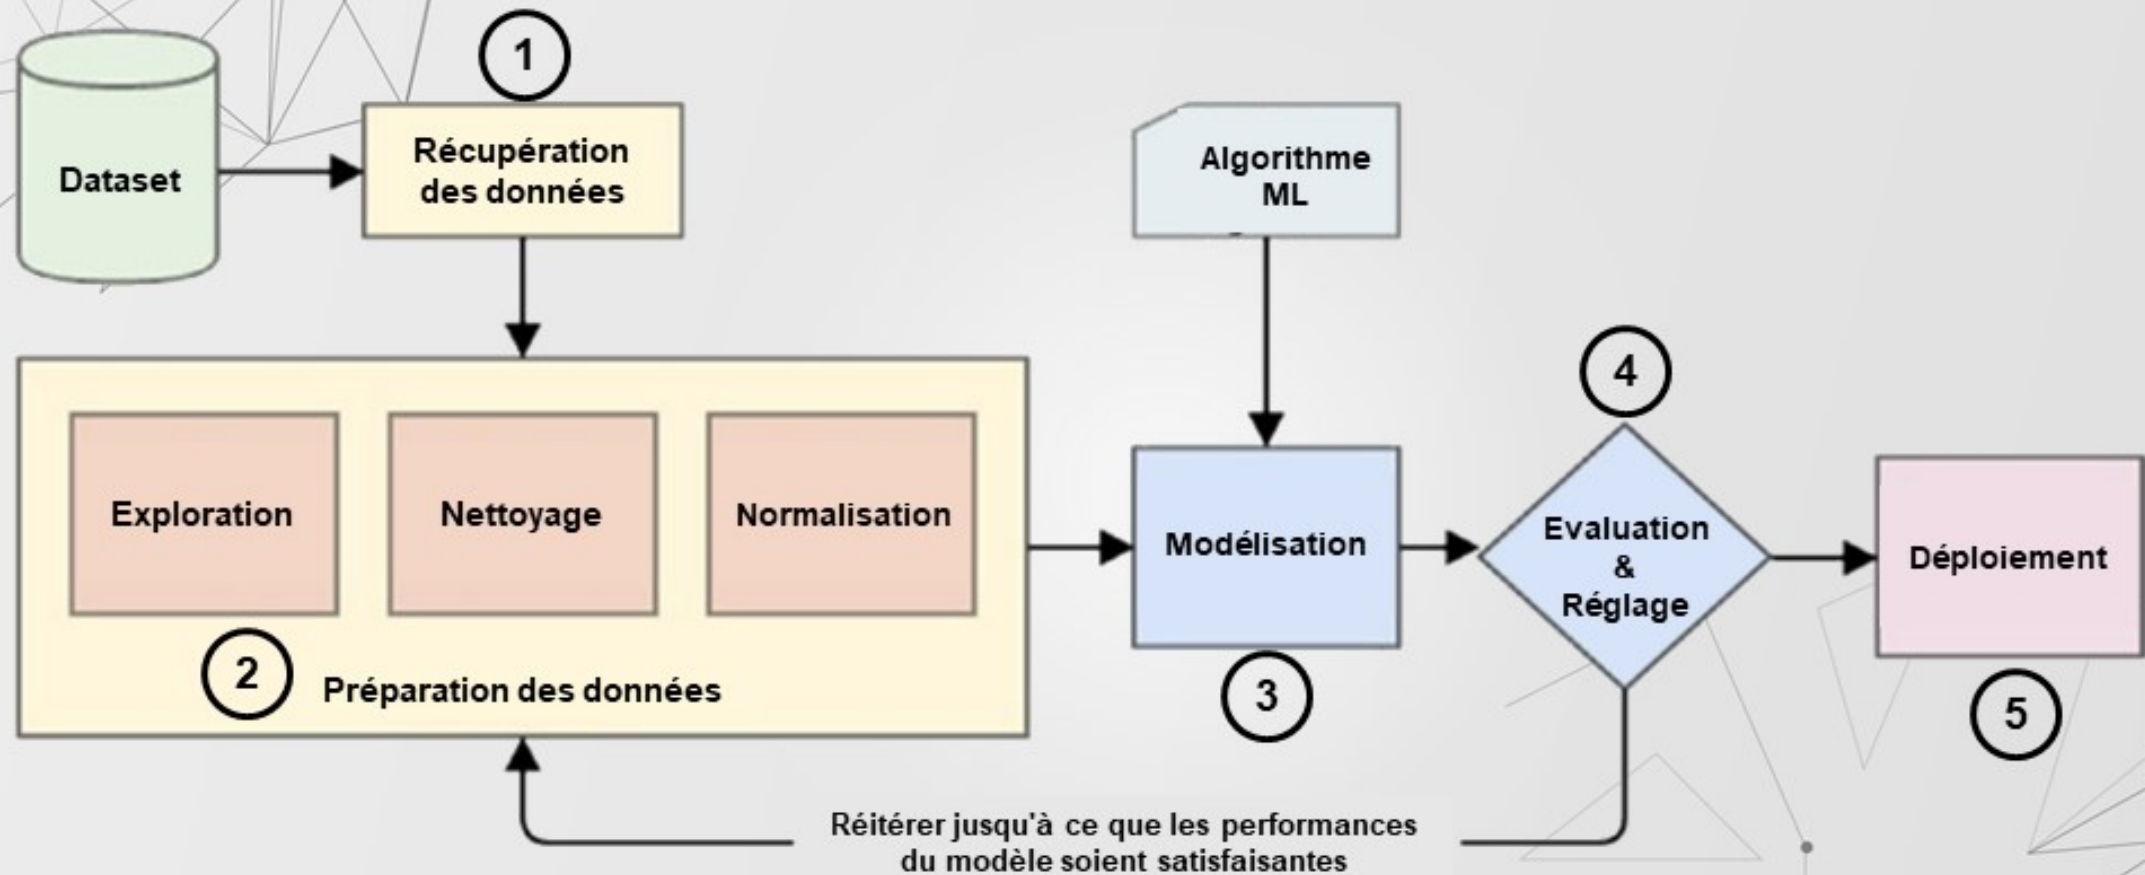 1
Dataset
Récupération
des données
Algorithme
ML
Exploration
Nettoyage
Normalisation
2
Préparation des données
Modélisation
3
4
Evaluation
&
Réglage
Déploiement
5
Réitérer jusqu'à ce que les performances
du modèle soient satisfaisantes